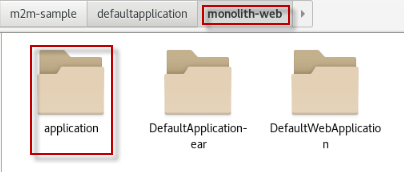 m2m-sample defaultapplication monolith-web
application DefaultApplication- DefaultWebApplicatio
ear n